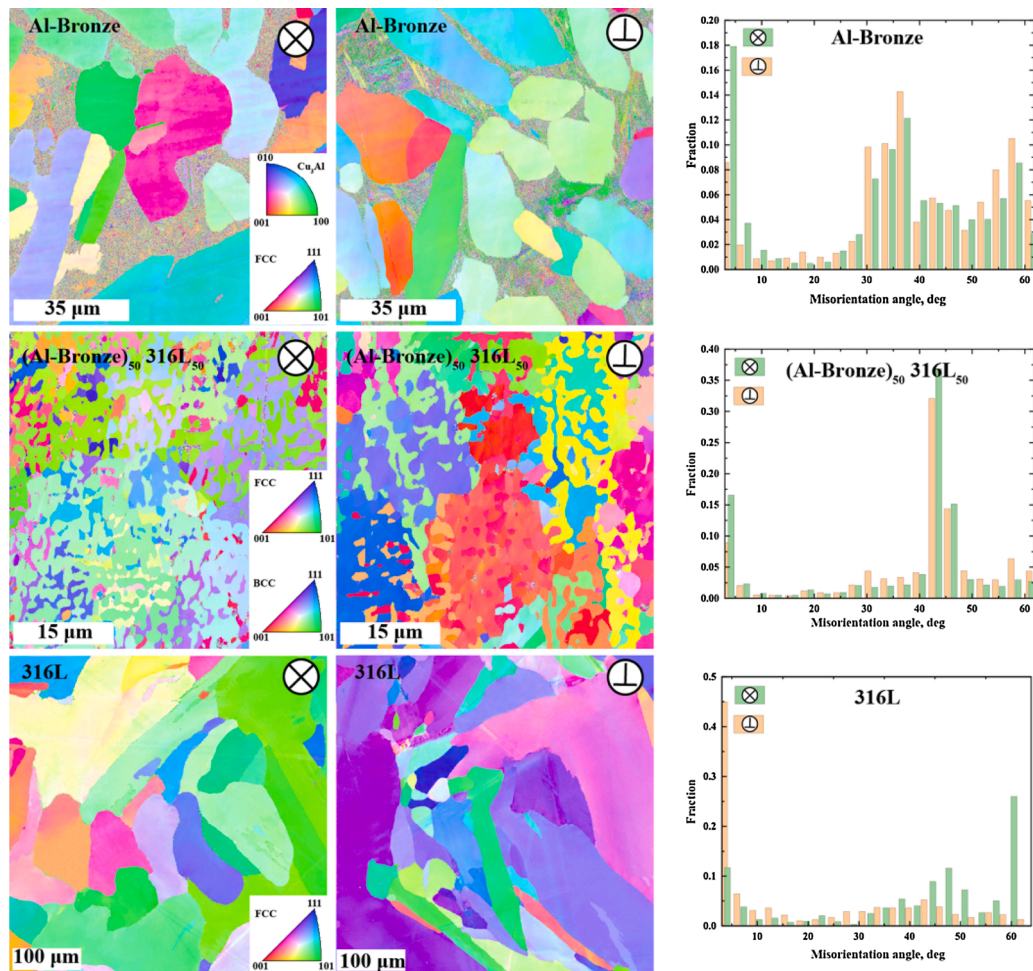 Al-Bronze
010
Cu₃Al
001
100
FCC
111
001
101
35 μm
Al-Bronze
35 μm
Al-Bronze
0.20
0.18
0.16
0.14
0.12
0.10
0.08
0.06
0.04
0.02
0.00
Fraction
10 20 30 40 50 60
Misorientation angle, deg
(Al-Bronze)₅₀ 316L₅₀
FCC
111
001
101
BCC
111
001
101
15 μm
(Al-Bronze)₅₀ 316L₅₀
15 μm
(Al-Bronze)₅₀ 316L₅₀
0.40
0.35
0.30
0.25
0.20
0.15
0.10
0.05
0.00
Fraction
10 20 30 40 50 60
Misorientation angle, deg
316L
FCC
111
001
101
100 μm
316L
100 μm
316L
0.5
0.4
0.3
0.2
0.1
0.0
Fraction
10 20 30 40 50 60
Misorientation angle, deg